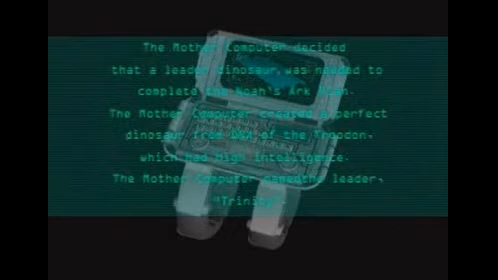 The Mother Computer decided
that a leader dinosaur was needed to
complete the Noah's Ark Plan.
The Mother Computer created a perfect
dinosaur from DNA of the Troodon,
which had high intelligence.
The Mother Computer named the leader,
"Trinity".